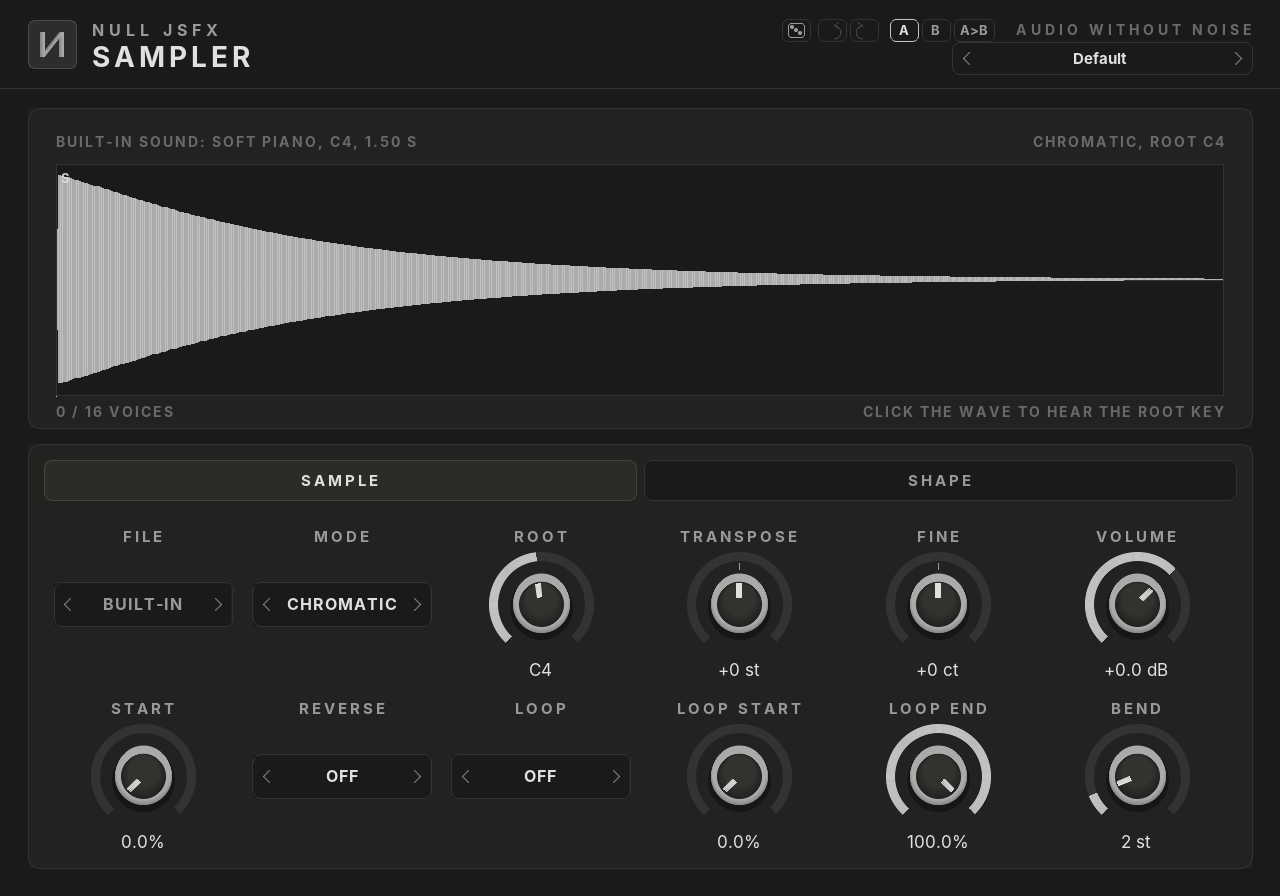 NULL JSFX
SAMPLER
A B A>B AUDIO WITHOUT NOISE
Default
BUILT-IN SOUND: SOFT PIANO, C4, 1.50 S CHROMATIC, ROOT C4
S
0 / 16 VOICES CLICK THE WAVE TO HEAR THE ROOT KEY
SAMPLE SHAPE
FILE MODE ROOT TRANSPOSE FINE VOLUME
BUILT-IN CHROMATIC
C4 +0 st +0 ct +0.0 dB
START REVERSE LOOP LOOP START LOOP END BEND
OFF OFF
0.0% 0.0% 100.0% 2 st